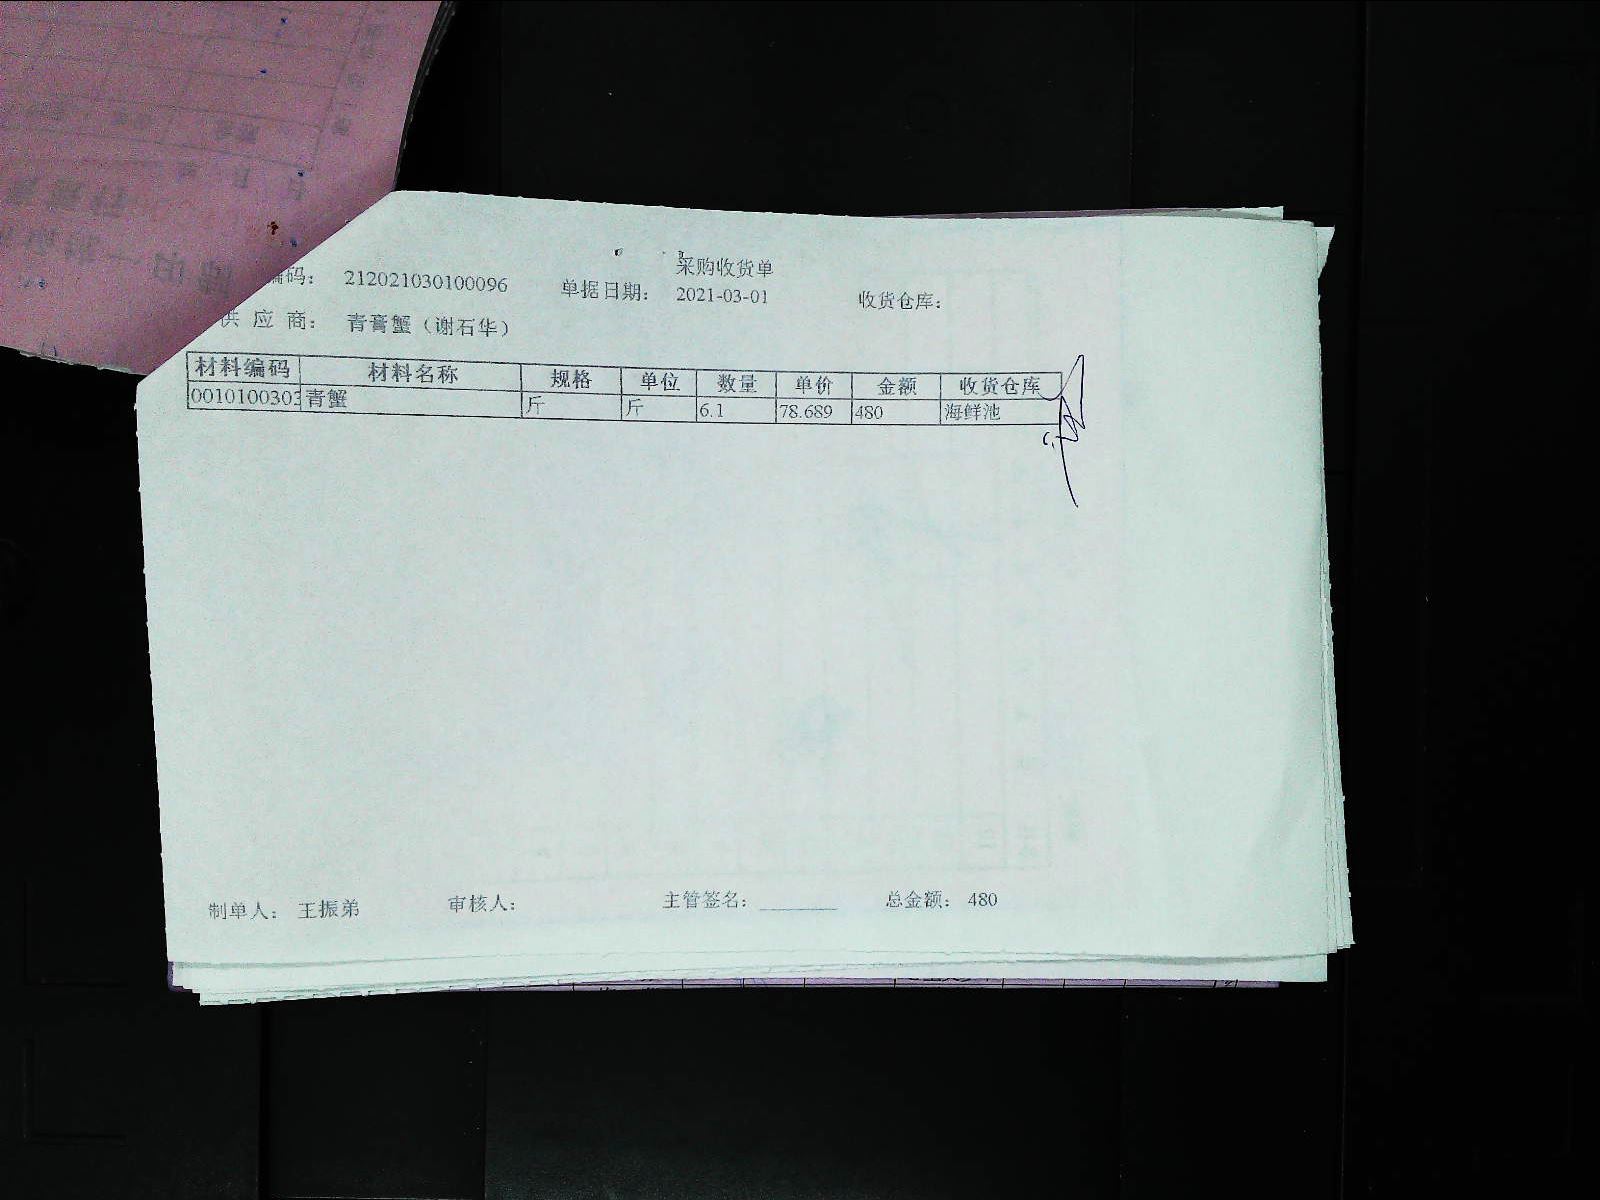 采购收货单
编码： 212021030100096 单据日期： 2021-03-01 收货仓库：
供 应 商： 青膏蟹（谢石华）
材料编码 材料名称 规格 单位 数量 单价 金额 收货仓库
0010100303 青蟹 斤 斤 6.1 78.689 480 海鲜池
制单人： 王振弟 审核人： 主管签名： ________ 总金额： 480